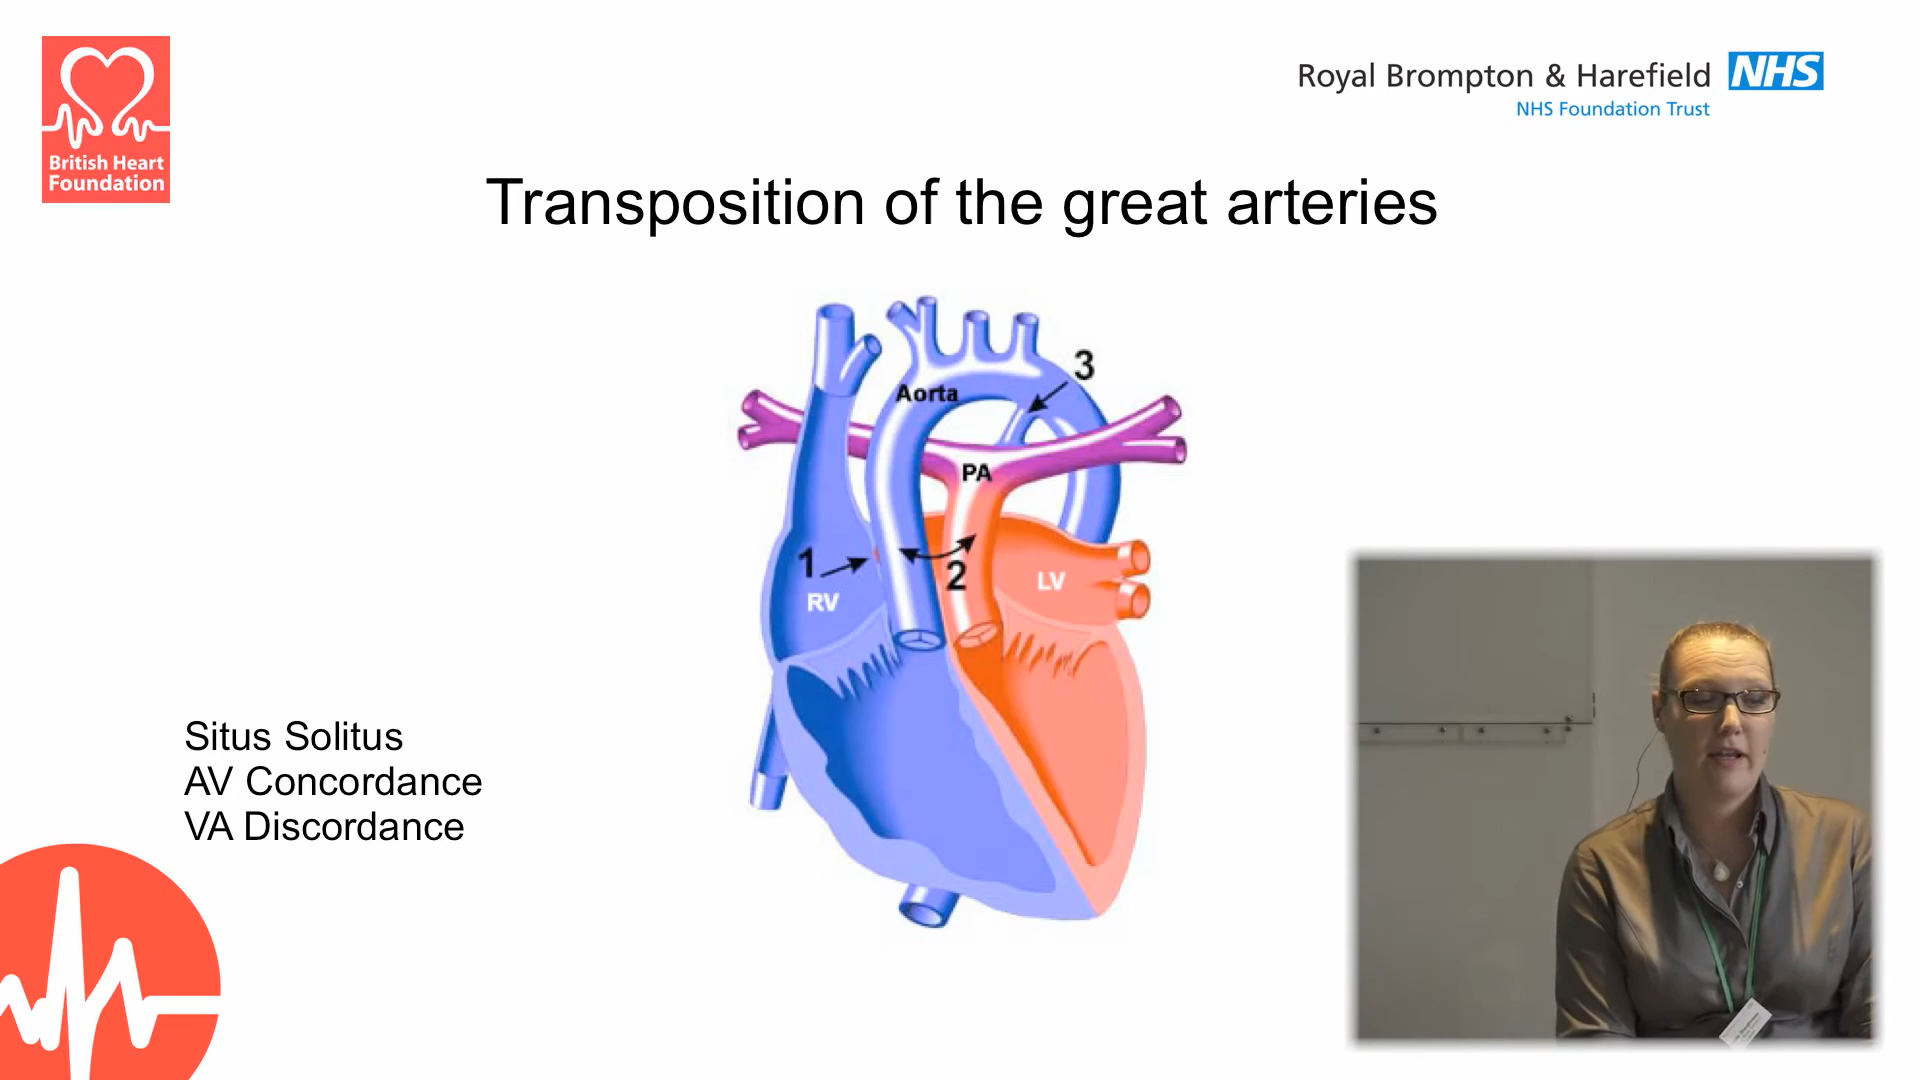 British Heart
Foundation
Royal Brompton & Harefield NHS
NHS Foundation Trust
Transposition of the great arteries
3
Aorta
PA
1
2
LV
RV
Situs Solitus
AV Concordance
VA Discordance